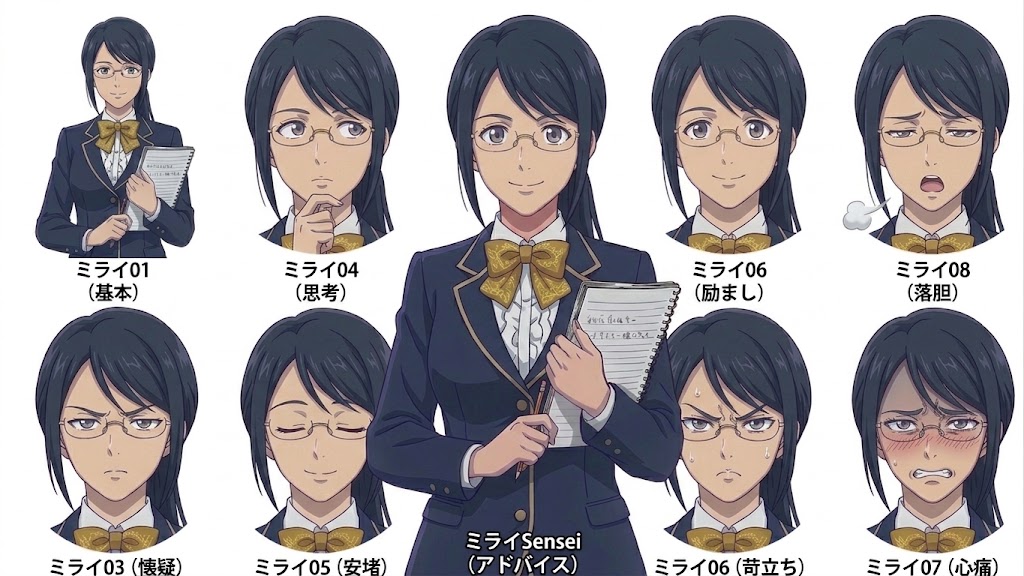 ミライ01
（基本）
ミライ04
（思考）
ミライ06
（励まし）
ミライ08
（落胆）
ミライ03（懐疑）
ミライ05（安堵）
ミライSensei
（アドバイス）
ミライ06（苛立ち）
ミライ07（心痛）